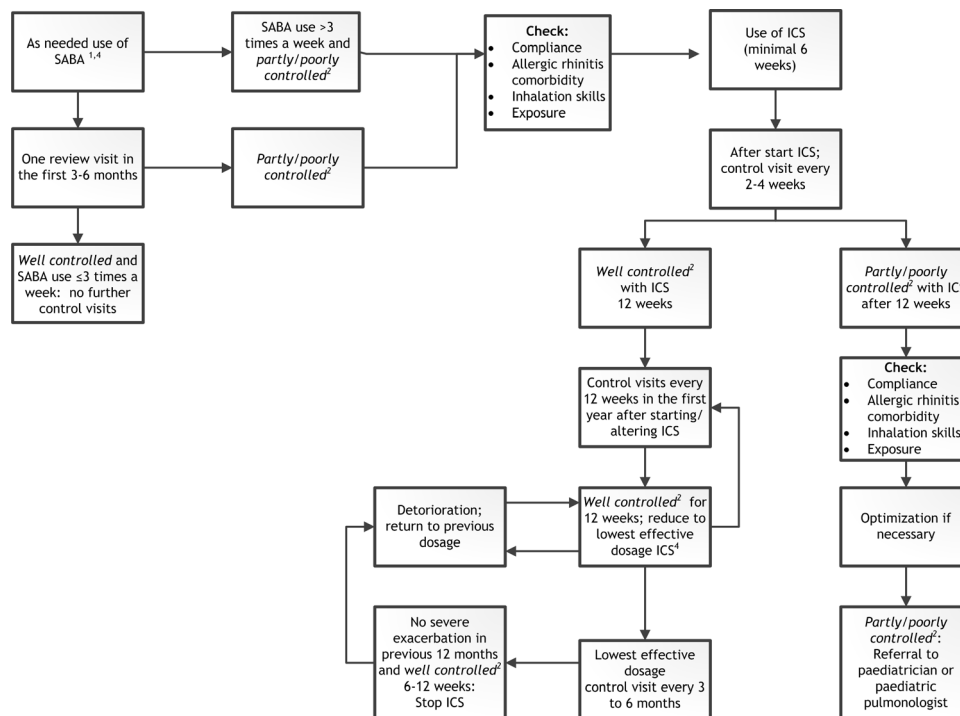 As needed use of
SABA 1,4
SABA use >3
times a week and
partly/poorly
controlled2
Check:
• Compliance
• Allergic rhinitis
comorbidity
• Inhalation skills
• Exposure
Use of ICS
(minimal 6
weeks)
One review visit in
the first 3-6 months
Partly/poorly
controlled2
After start ICS;
control visit every
2-4 weeks
Well controlled and
SABA use ≤3 times a
week: no further
control visits
Well controlled2
with ICS
12 weeks
Partly/poorly
controlled2 with ICS
after 12 weeks
Control visits every
12 weeks in the first
year after starting/
altering ICS
Check:
• Compliance
• Allergic rhinitis
comorbidity
• Inhalation skills
• Exposure
Detorioration;
return to previous
dosage
Well controlled2 for
12 weeks; reduce to
lowest effective
dosage ICS4
Optimization if
necessary
No severe
exacerbation in
previous 12 months
and well controlled2
6-12 weeks:
Stop ICS
Lowest effective
dosage
control visit every 3
to 6 months
Partly/poorly
controlled2:
Referral to
paediatrician or
paediatric
pulmonologist